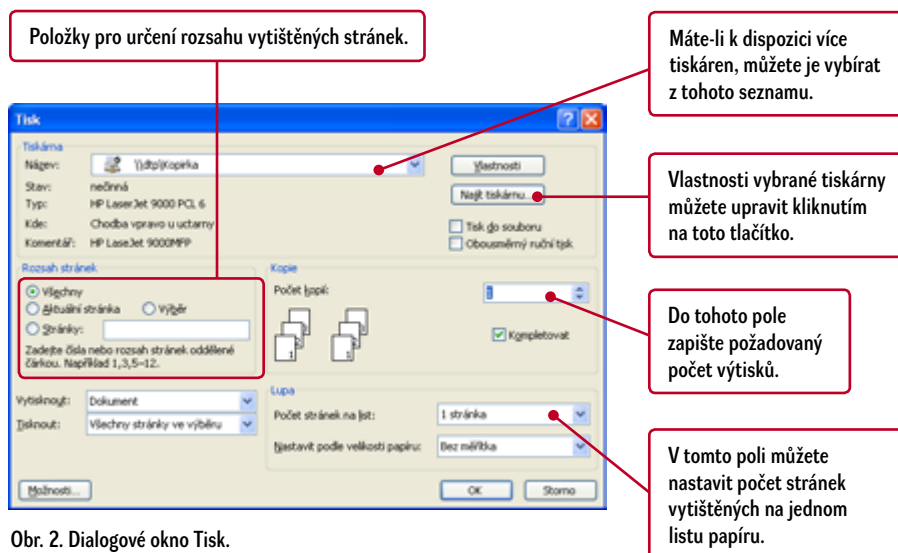 Položky pro určení rozsahu vytištěných stránek.
Máte-li k dispozici více
tiskáren, můžete je vybírat
z tohoto seznamu.
Tisk
Tiskárna
Název: \\dtp\Kopirka
Vlastnosti
Stav: nečinná
Najít tiskárnu...
Typ: HP LaserJet 9000 PCL 6
Kde: Chodba vpravo u uctarny
Tisk do souboru
Komentář: HP LaseJet 9000MFP
Obousměrný ruční tisk
Vlastnosti vybrané tiskárny
můžete upravit kliknutím
na toto tlačítko.
Rozsah stránek
Všechny
Aktuální stránka
Výběr
Stránky:
Zadejte čísla nebo rozsah stránek oddělené
čárkou. Například 1,3,5–12.
Kopie
Počet kopií: 1
1
1
Kompletovat
Do tohoto pole
zapište požadovaný
počet výtisků.
Vytisknout: Dokument
Tisknout: Všechny stránky ve výběru
Lupa
Počet stránek na list: 1 stránka
Nastavit podle velikosti papíru: Bez měřítka
V tomto poli můžete
nastavit počet stránek
vytištěných na jednom
listu papíru.
Možnosti...
OK
Storno
Obr. 2. Dialogové okno Tisk.